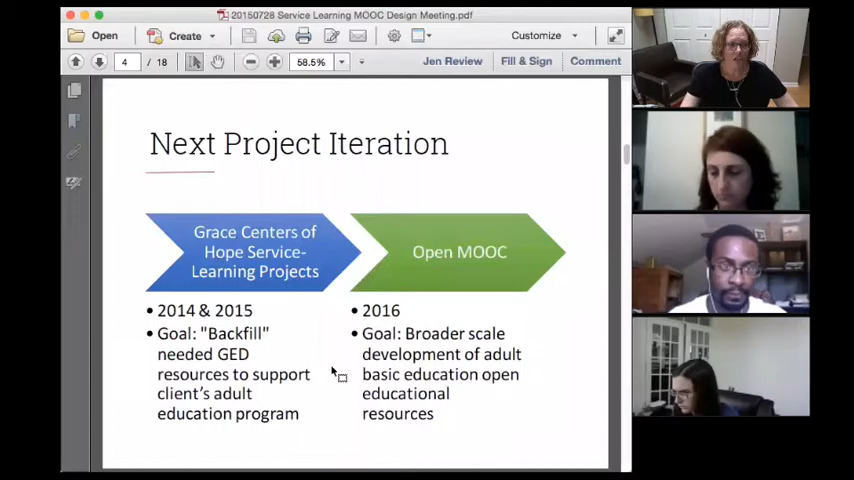 20150728 Service Learning MOOC Design Meeting.pdf
Open
Create
Customize
4 / 18
58.5%
Jen Review
Fill & Sign
Comment
Next Project Iteration
Grace Centers of
Hope Service-
Learning Projects
Open MOOC
• 2014 & 2015
• Goal: "Backfill"
needed GED
resources to support
client's adult
education program
• 2016
• Goal: Broader scale
development of adult
basic education open
educational
resources